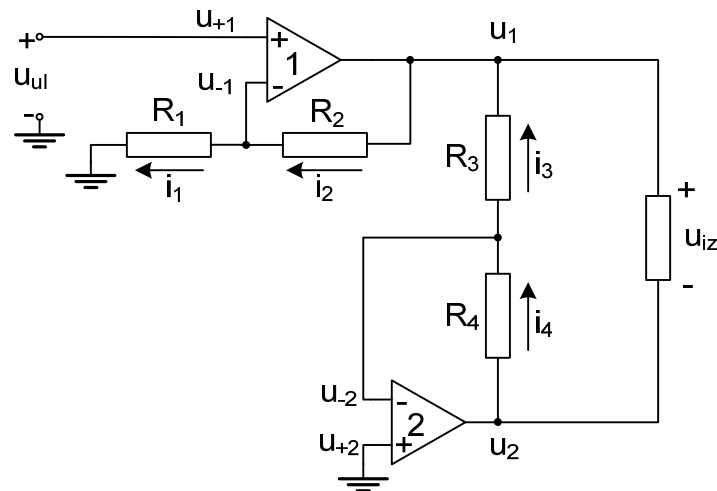 u+1
u1
+
+
1
uul
u-1
-
-
R1
R2
i1
i2
R3
i3
+
uiz
-
R4
i4
u-2
-
2
u+2
+
u2